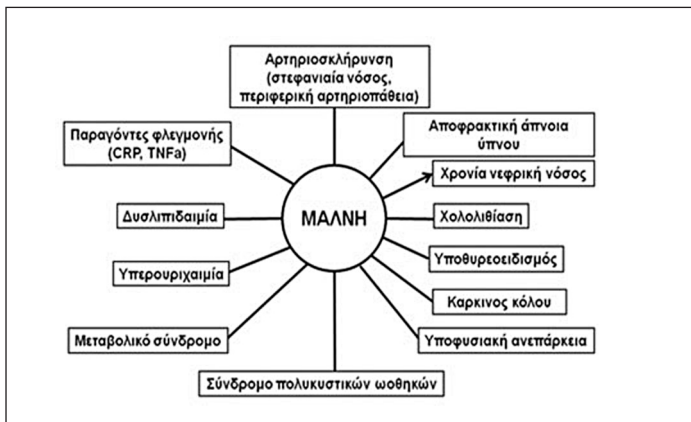 Αρτηριοσκλήρυνση
(στεφανιαία νόσος,
περιφερική αρτηριοπάθεια)
Παραγόντες φλεγμονής
(CRP, TNFa)
Αποφρακτική άπνοια
ύπνου
Χρονία νεφρική νόσος
Δυσλιπιδαιμία
ΜΑΛΝΗ
Χολολιθίαση
Υπερουριχαιμία
Υποθυρεοειδισμός
Καρκινος κόλου
Μεταβολικό σύνδρομο
Υποφυσιακή ανεπάρκεια
Σύνδρομο πολυκυστικών ωοθηκών